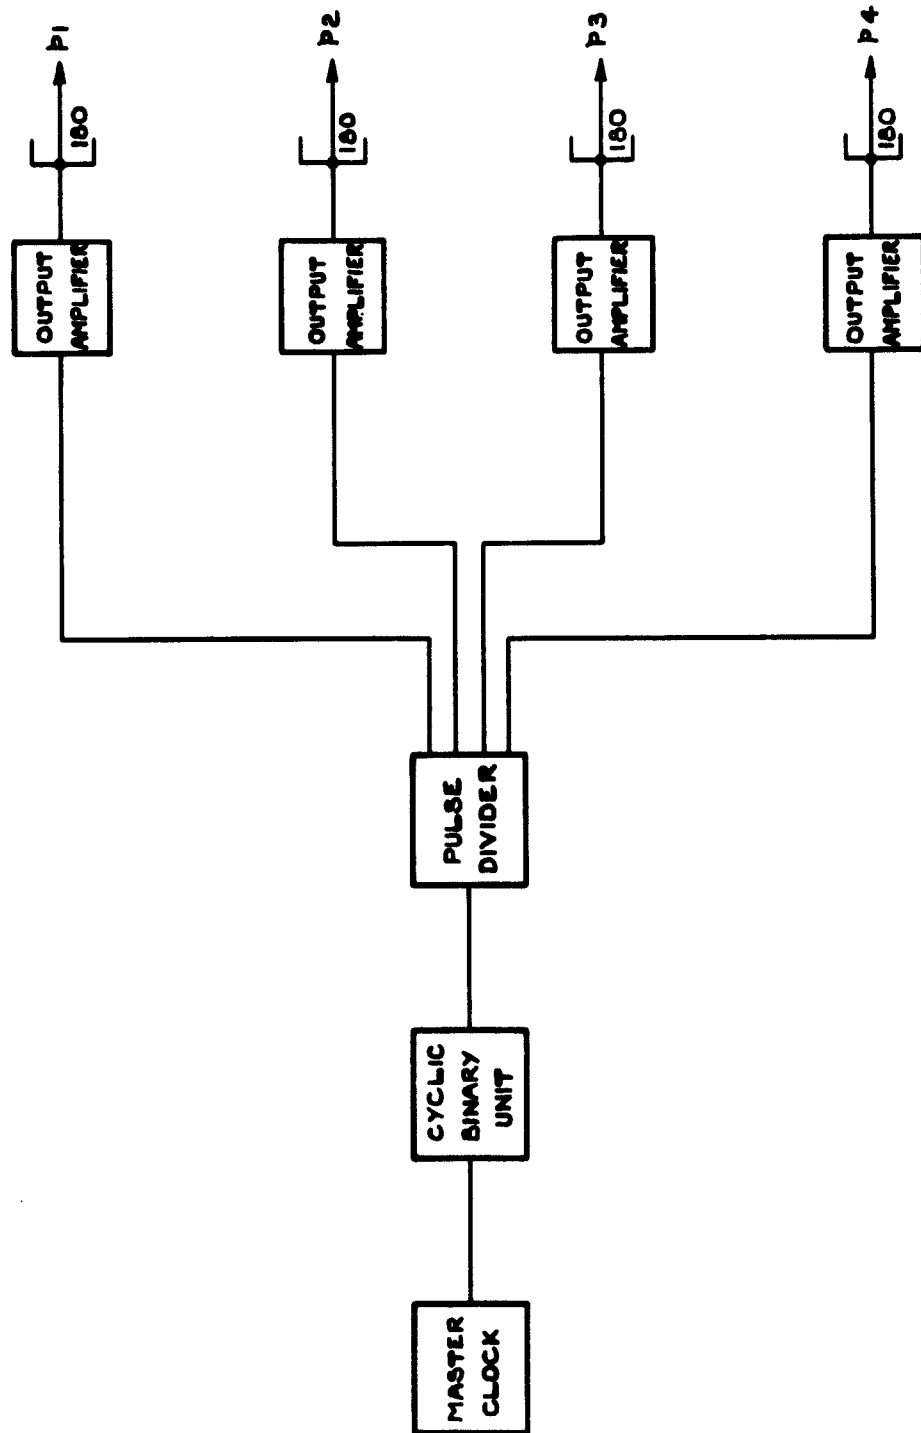 MASTER
CLOCK
CYCLIC
BINARY
UNIT
PULSE
DIVIDER
OUTPUT
AMPLIFIER
180
P1
OUTPUT
AMPLIFIER
180
P2
OUTPUT
AMPLIFIER
180
P3
OUTPUT
AMPLIFIER
180
P4